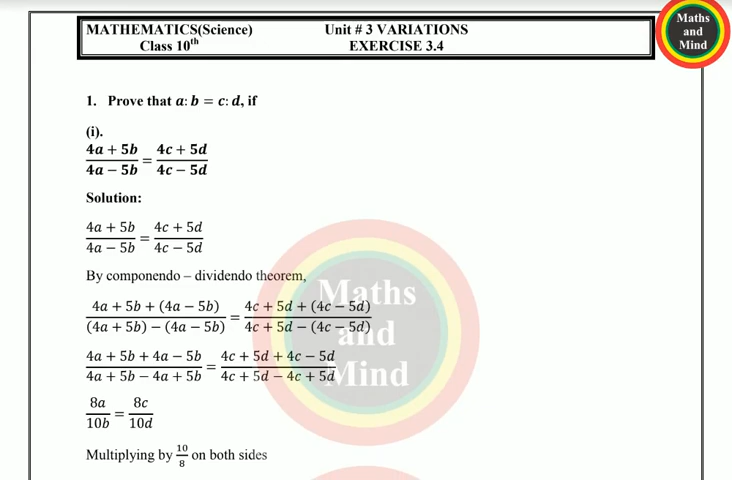 MATHEMATICS(Science) Unit # 3 VARIATIONS
Class 10th EXERCISE 3.4
Maths
and
Mind
1. Prove that a: b = c: d, if
(i).
4a + 5b / 4a − 5b = 4c + 5d / 4c − 5d
Solution:
4a + 5b / 4a − 5b = 4c + 5d / 4c − 5d
By componendo – dividendo theorem,
4a + 5b + (4a − 5b) / (4a + 5b) − (4a − 5b) = 4c + 5d + (4c − 5d) / 4c + 5d − (4c − 5d)
4a + 5b + 4a − 5b / 4a + 5b − 4a + 5b = 4c + 5d + 4c − 5d / 4c + 5d − 4c + 5d
8a / 10b = 8c / 10d
Multiplying by 10/8 on both sides
Maths
and
Mind